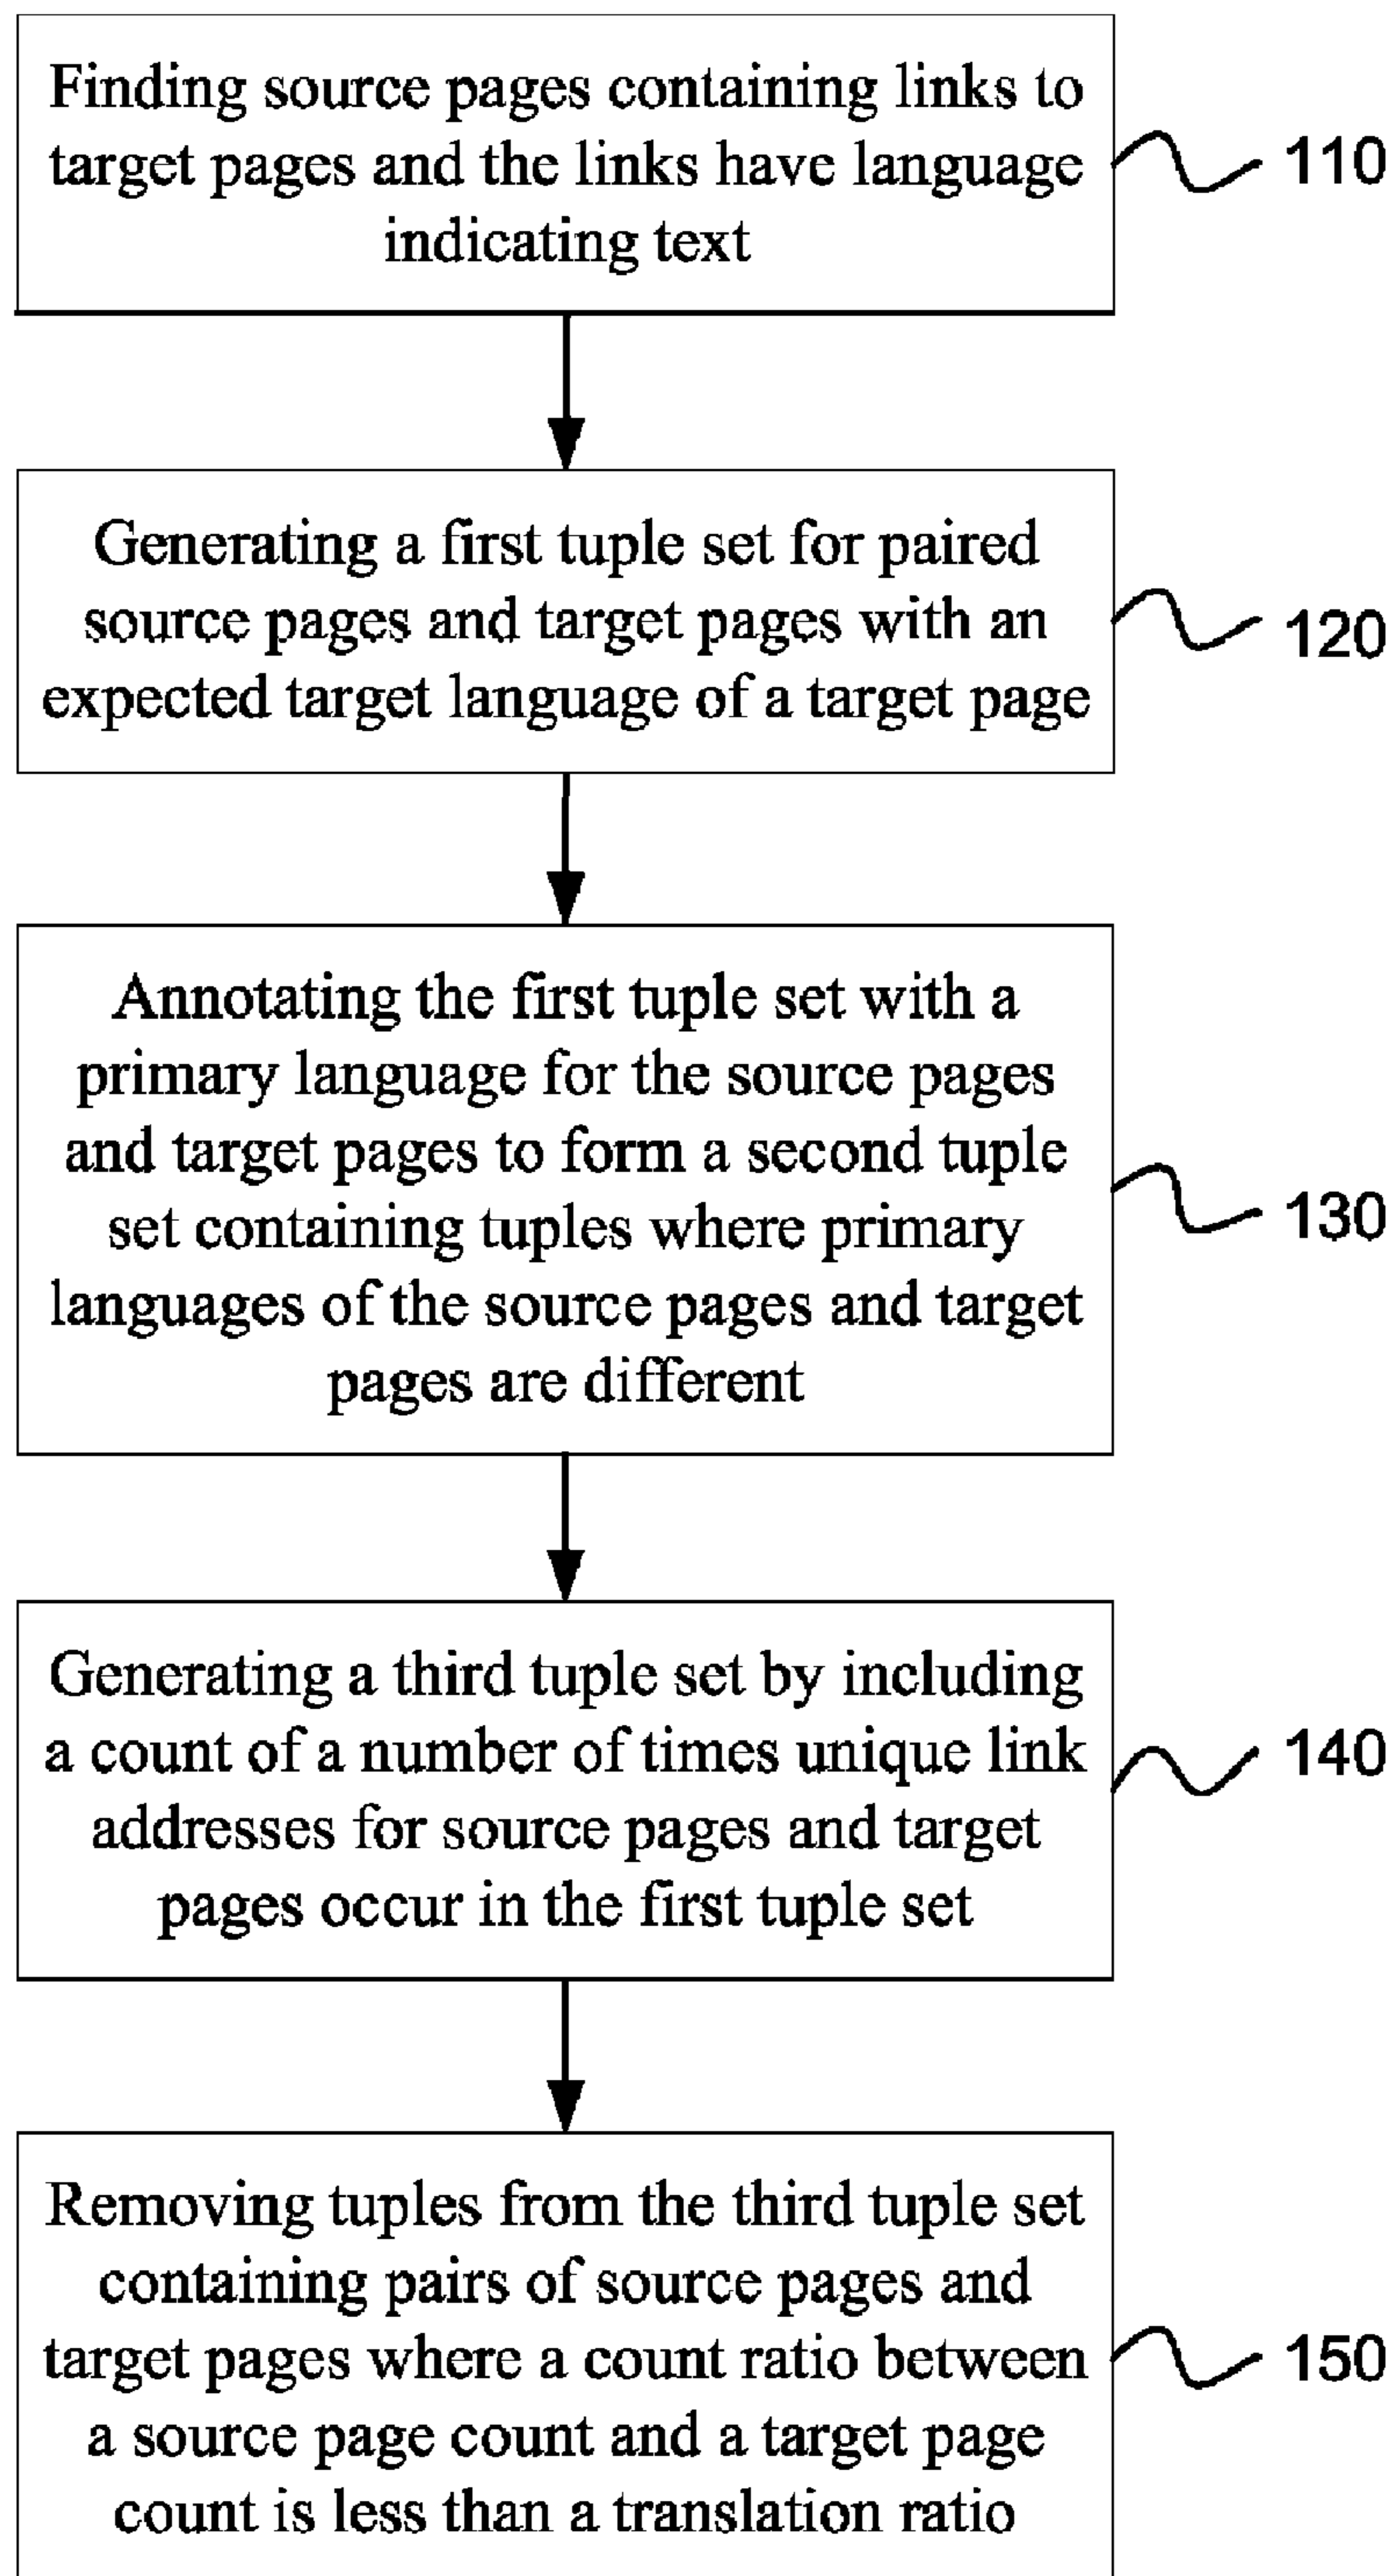 Finding source pages containing links to
target pages and the links have language
indicating text
110
Generating a first tuple set for paired
source pages and target pages with an
expected target language of a target page
120
Annotating the first tuple set with a
primary language for the source pages
and target pages to form a second tuple
set containing tuples where primary
languages of the source pages and target
pages are different
130
Generating a third tuple set by including
a count of a number of times unique link
addresses for source pages and target
pages occur in the first tuple set
140
Removing tuples from the third tuple set
containing pairs of source pages and
target pages where a count ratio between
a source page count and a target page
count is less than a translation ratio
150